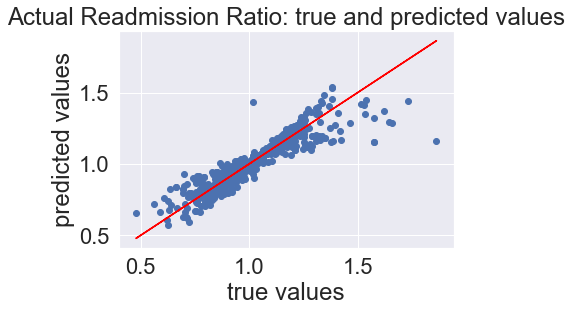 Actual Readmission Ratio: true and predicted values
predicted values
1.5
1.0
0.5
0.5 1.0 1.5
true values